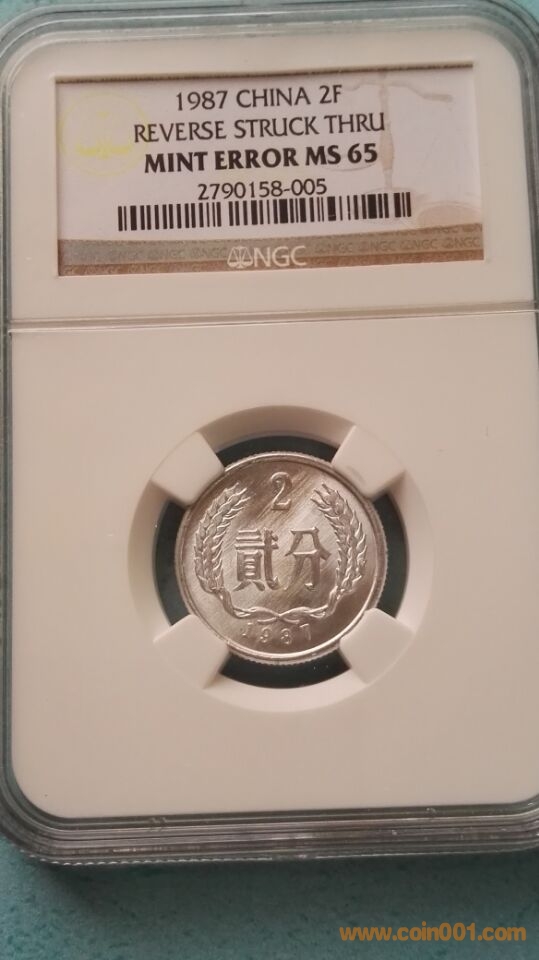 1987 CHINA 2F
REVERSE STRUCK THRU
MINT ERROR MS 65
2790158-005
NGC
2
貳分
1987
www.coin001.com